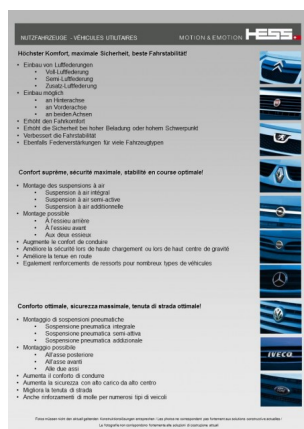 NUTZFAHRZEUGE - VÉHICULES UTILITAIRES
MOTION & EMOTION HESS
Höchster Komfort, maximale Sicherheit, beste Fahrstabilität!
• Einbau von Luftfederungen
• Voll-Luftfederung
• Semi-Luftfederung
• Zusatz-Luftfederung
• Einbau möglich
• an Hinterachse
• an Vorderachse
• an beiden Achsen
• Erhöht den Fahrkomfort
• Erhöht die Sicherheit bei hoher Beladung oder hohem Schwerpunkt
• Verbessert die Fahrstabilität
• Ebenfalls Federverstärkungen für viele Fahrzeugtypen
Confort suprème, sécurité maximale, stabilité en course optimale!
• Montage des suspensions à air
• Suspension à air intégral
• Suspension à air semi-active
• Suspension à air additionnelle
• Montage possible
• À l'essieu arrière
• À l'essieu avant
• Aux deux essieux
• Augmente le confort de conduire
• Améliore la sécurité lors de haute chargement ou lors de haut centre de gravité
• Améliore la tenue en route
• Egalement renforcements de ressorts pour nombreux types de véhicules
Conforto ottimale, sicurezza massimale, tenuta di strada ottimale!
• Montaggio di sospensioni pneumatiche
• Suspensione pneumatica integrale
• Suspensione pneumatica semi-attiva
• Suspensione pneumatica addizionale
• Montaggio possibile
• All'asse posteriore
• All'asse avanti
• Alle due assi
• Aumenta il conforto di condurre
• Aumenta la sicurezza con alto carico da alto centro
• Migliora la tenuta di strada
• Anche rinforzamenti di molle per numerosi tipi di veicoli
IVECO